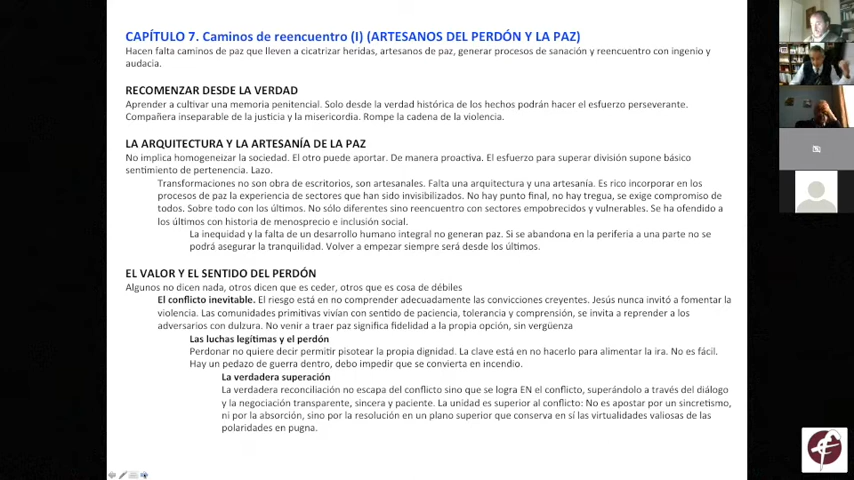 CAPÍTULO 7. Caminos de reencuentro (I) (ARTESANOS DEL PERDÓN Y LA PAZ)
Hacen falta caminos de paz que lleven a cicatrizar heridas, artesanos de paz, generar procesos de sanación y reencuentro con ingenio y
audacia.
RECOMENZAR DESDE LA VERDAD
Aprender a cultivar una memoria penitencial. Solo desde la verdad histórica de los hechos podrán hacer el esfuerzo perseverante.
Compañera inseparable de la justicia y la misericordia. Rompe la cadena de la violencia.
LA ARQUITECTURA Y LA ARTESANÍA DE LA PAZ
No implica homogeneizar la sociedad. El otro puede aportar. De manera proactiva. El esfuerzo para superar división supone básico
sentimiento de pertenencia. Lazo.
Transformaciones no son obra de escritorios, son artesanales. Falta una arquitectura y una artesanía. Es rico incorporar en los
procesos de paz la experiencia de sectores que han sido invisibilizados. No hay punto final, no hay tregua, se exige compromiso de
todos. Sobre todo con los últimos. No sólo diferentes sino reencuentro con sectores empobrecidos y vulnerables. Se ha ofendido a
los últimos con historia de menosprecio e inclusión social.
La inequidad y la falta de un desarrollo humano integral no generan paz. Si se abandona en la periferia a una parte no se
podrá asegurar la tranquilidad. Volver a empezar siempre será desde los últimos.
EL VALOR Y EL SENTIDO DEL PERDÓN
Algunos no dicen nada, otros dicen que es ceder, otros que es cosa de débiles
El conflicto inevitable. El riesgo está en no comprender adecuadamente las convicciones creyentes. Jesús nunca invitó a fomentar la
violencia. Las comunidades primitivas vivían con sentido de paciencia, tolerancia y comprensión, se invita a reprender a los
adversarios con dulzura. No venir a traer paz significa fidelidad a la propia opción, sin vergüenza
Las luchas legítimas y el perdón
Perdonar no quiere decir permitir pisotear la propia dignidad. La clave está en no hacerlo para alimentar la ira. No es fácil.
Hay un pedazo de guerra dentro, debo impedir que se convierta en incendio.
La verdadera superación
La verdadera reconciliación no escapa del conflicto sino que se logra EN el conflicto, superándolo a través del diálogo
y la negociación transparente, sincera y paciente. La unidad es superior al conflicto: No es apostar por un sincretismo,
ni por la absorción, sino por la resolución en un plano superior que conserva en sí las virtualidades valiosas de las
polaridades en pugna.